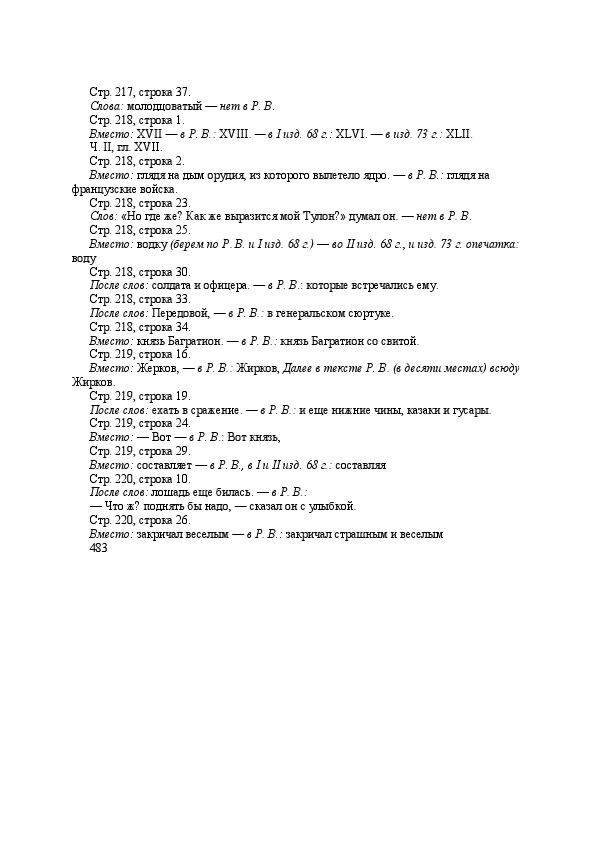 Стр. 217, строка 37.
Слова: молодцоватый — нет в Р. В.
Стр. 218, строка 1.
Вместо: XVII — в Р. В.: XVIII. — в I изд. 68 г.: XLVI. — в изд. 73 г.: XLII.
Ч. II, гл. XVII.
Стр. 218, строка 2.
Вместо: глядя на дым орудия, из которого вылетело ядро. — в Р. В.: глядя на
французские войска.
Стр. 218, строка 23.
Слов: «Но где же? Как же выразится мой Тулон?» думал он. — нет в Р. В.
Стр. 218, строка 25.
Вместо: водку (берем по Р. В. и I изд. 68 г.) — во II изд. 68 г., и изд. 73 г. опечатка:
воду
Стр. 218, строка 30.
После слов: солдата и офицера. — в Р. В.: которые встречались ему.
Стр. 218, строка 33.
После слов: Передовой, — в Р. В.: в генеральском сюртуке.
Стр. 218, строка 34.
Вместо: князь Багратион. — в Р. В.: князь Багратион со свитой.
Стр. 219, строка 16.
Вместо: Жерков, — в Р. В.: Жирков, Далее в тексте Р. В. (в десяти местах) всюду
Жирков.
Стр. 219, строка 19.
После слов: ехать в сражение. — в Р. В.: и еще нижние чины, казаки и гусары.
Стр. 219, строка 24.
Вместо: — Вот — в Р. В.: Вот князь,
Стр. 219, строка 29.
Вместо: составляет — в Р. В., в I и II изд. 68 г.: составляя
Стр. 220, строка 10.
После слов: лошадь еще билась. — в Р. В.:
— Что ж? поднять бы надо, — сказал он с улыбкой.
Стр. 220, строка 26.
Вместо: закричал веселым — в Р. В.: закричал страшным и веселым
483